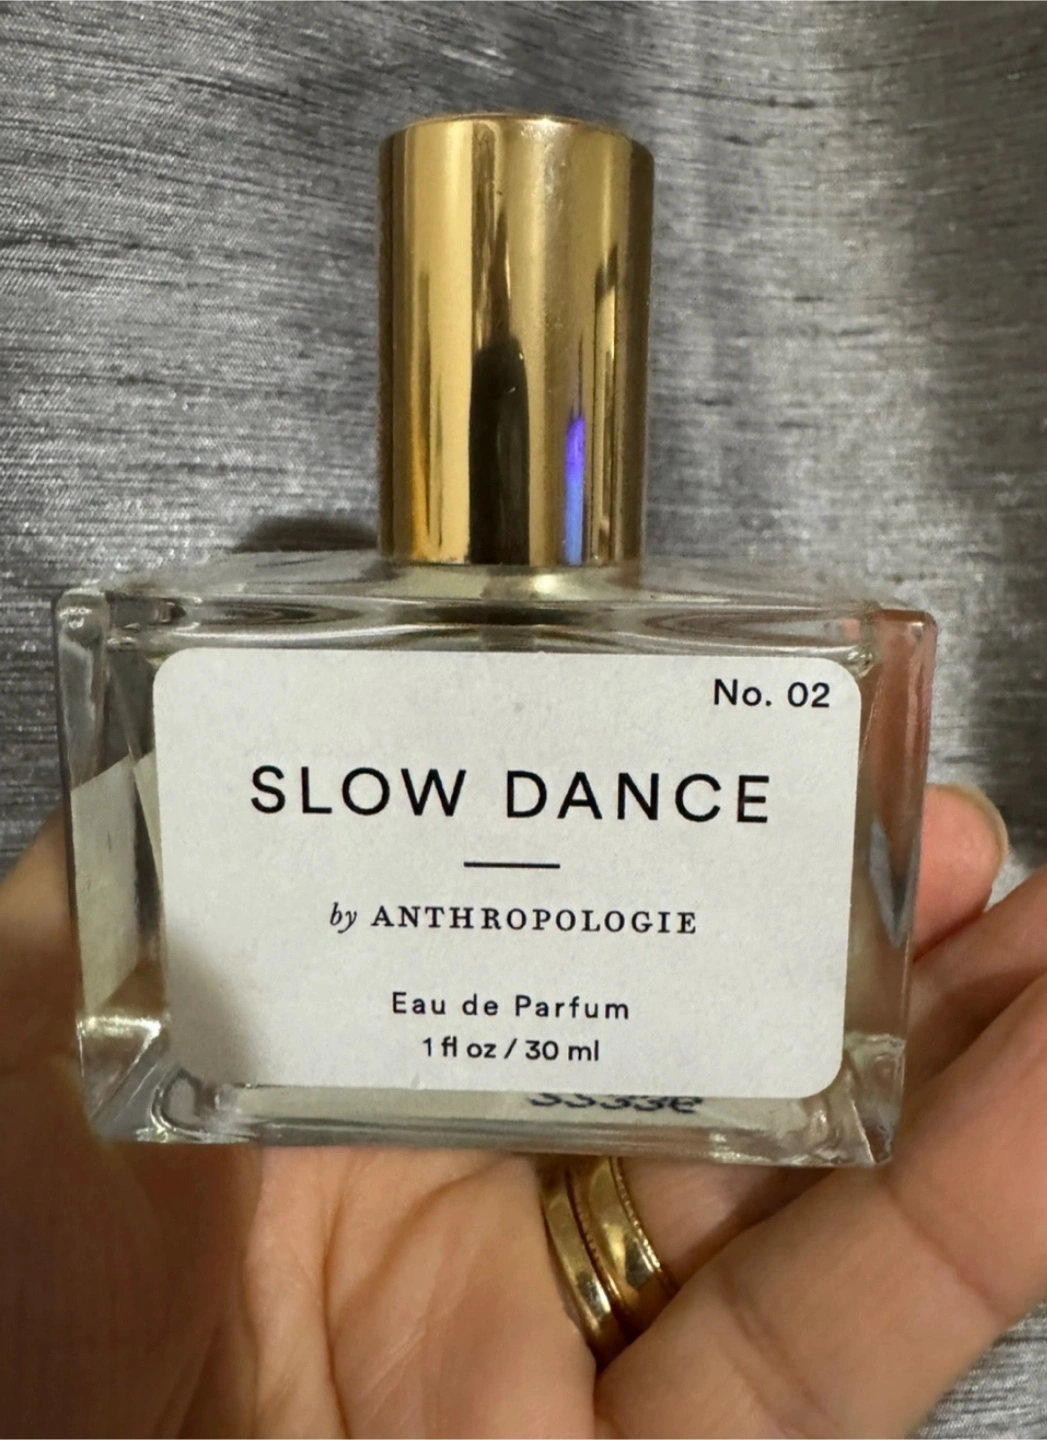 No. 02
SLOW DANCE
by ANTHROPOLOGIE
Eau de Parfum
1 fl oz / 30 ml